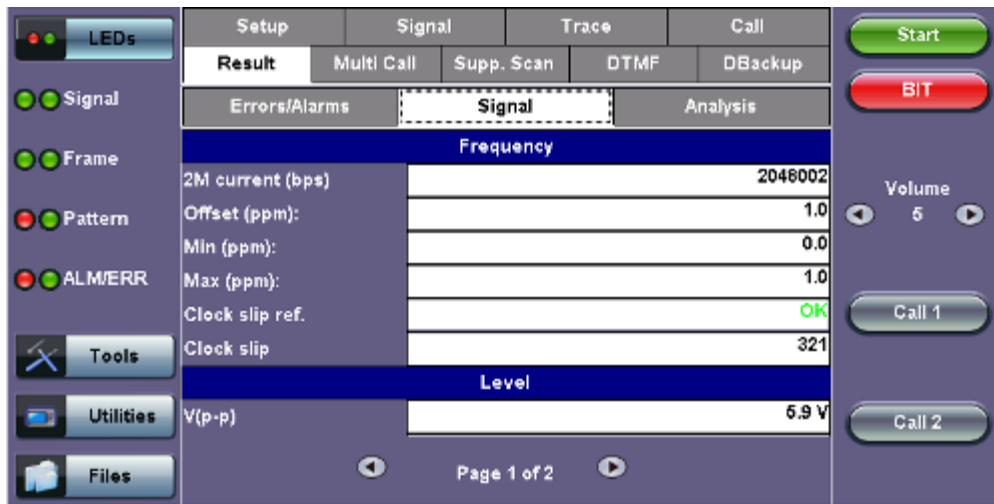 LEDs
Signal
Frame
Pattern
ALM/ERR
Tools
Utilities
Files
Setup Signal Trace Call
Result Multi Call Supp. Scan DTMF DBackup
Errors/Alarms Signal Analysis
Frequency
2M current (bps) 2048002
Offset (ppm): 1.0
Min (ppm): 0.0
Max (ppm): 1.0
Clock slip ref. OK
Clock slip 321
Level
V(p-p) 5.9 V
Page 1 of 2
Start
BIT
Volume
5
Call 1
Call 2